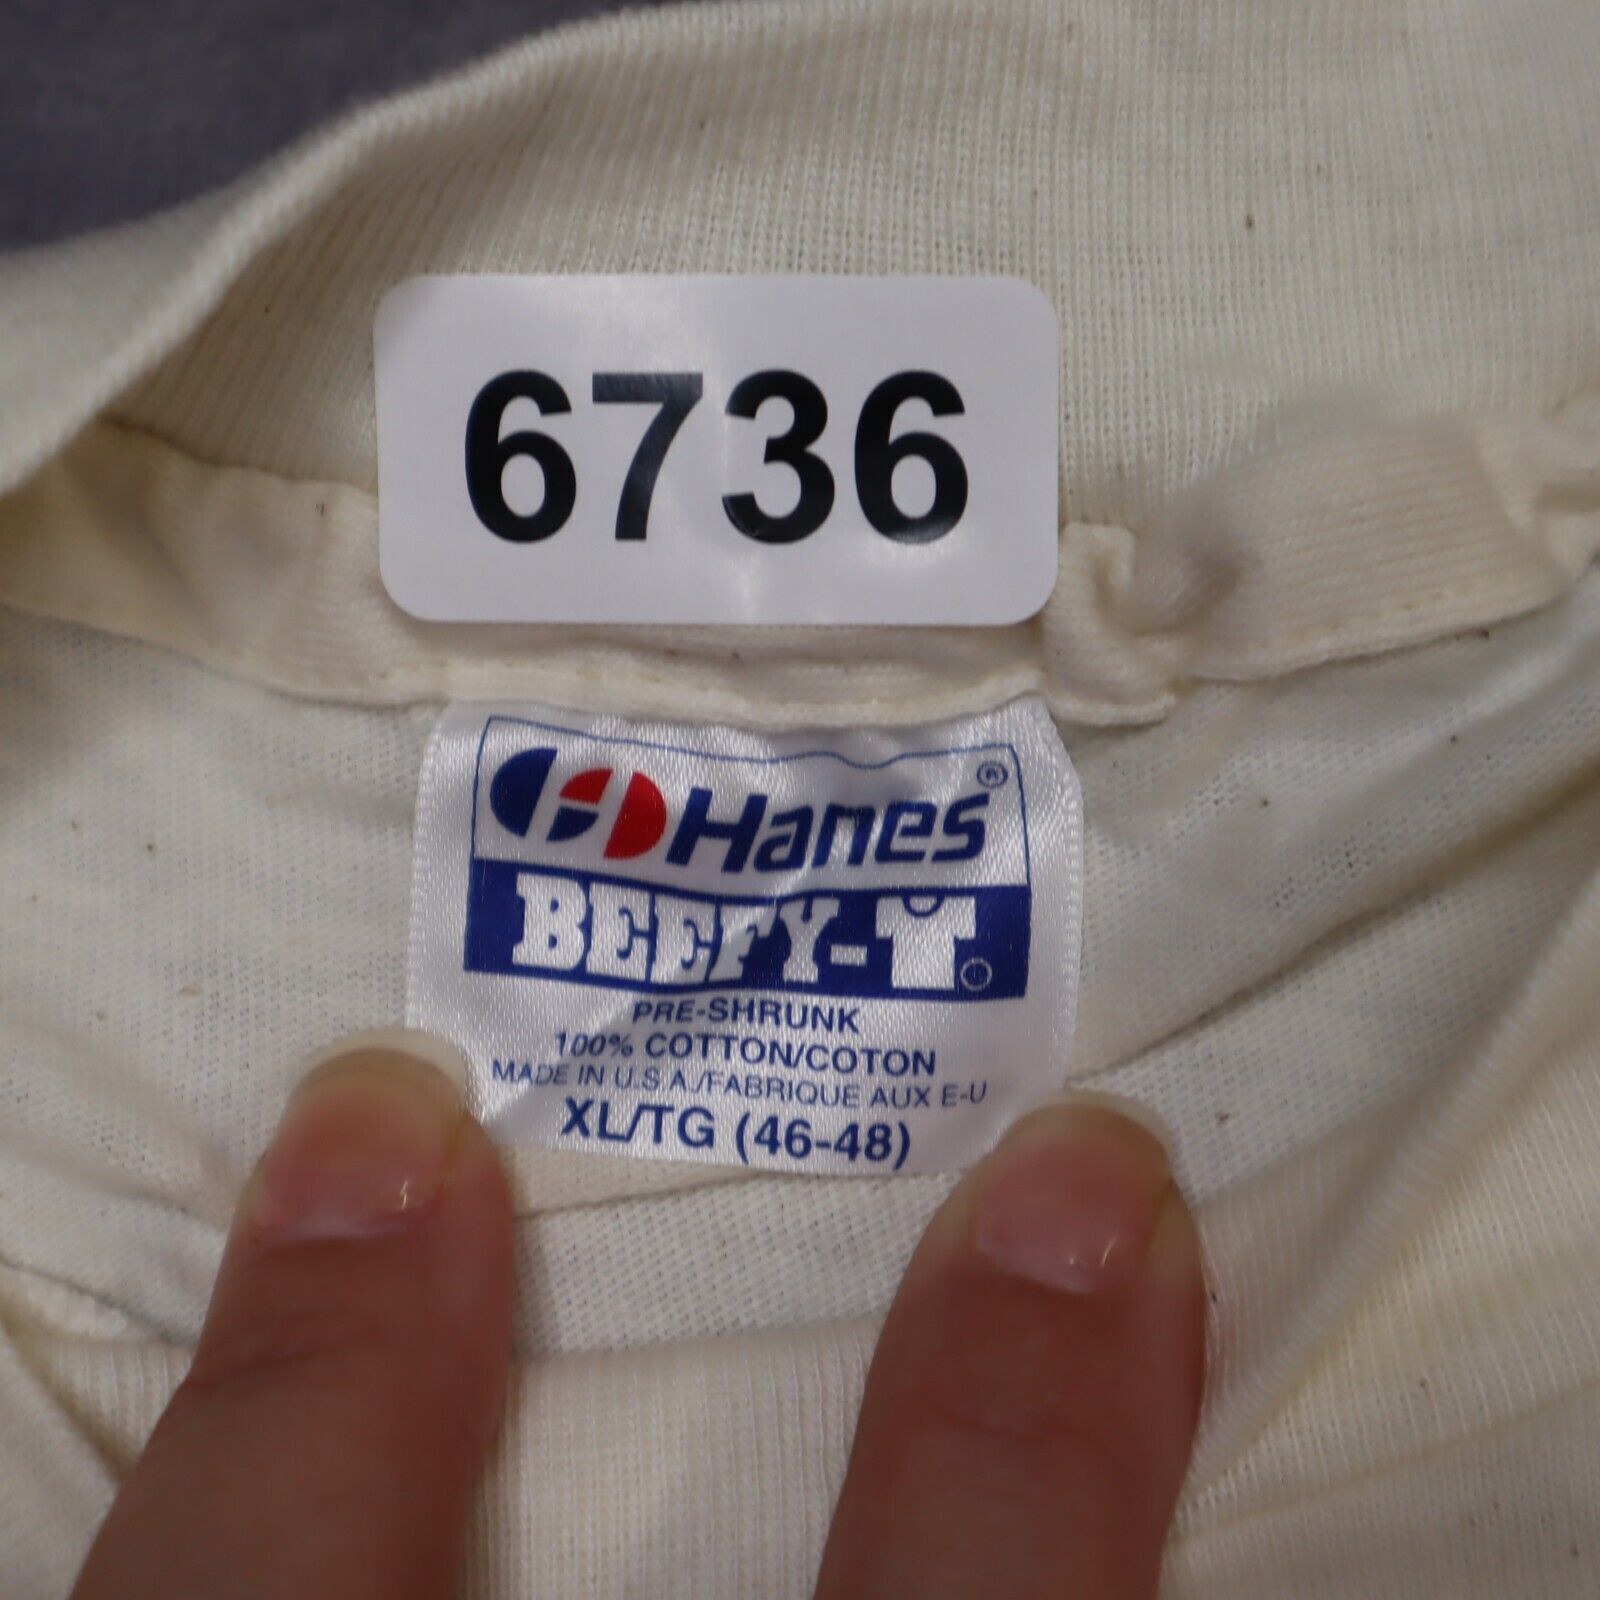 6736
Hanes®
BEEFY-T®
PRE-SHRUNK
100% COTTON/COTON
MADE IN U.S.A./FABRIQUE AUX E-U
XL/TG (46-48)